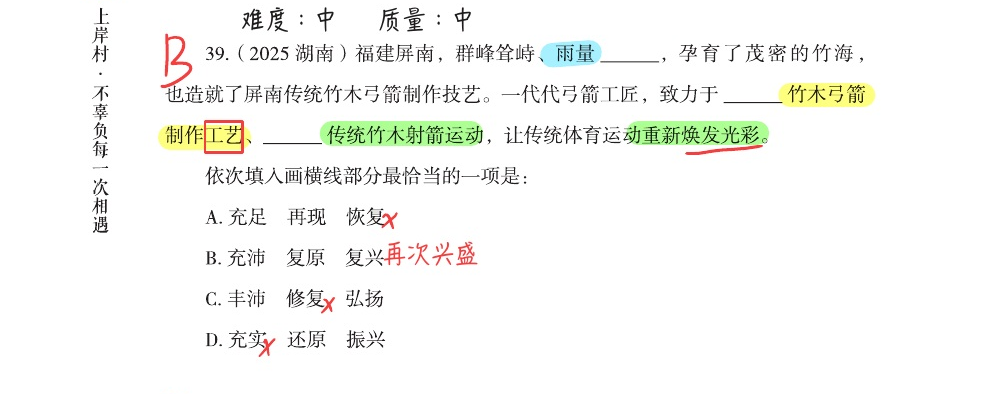 上岸村·不辜负每一次相遇
难度：中 质量：中
B
39.（2025 湖南）福建屏南，群峰耸峙、雨量______，孕育了茂密的竹海，
也造就了屏南传统竹木弓箭制作技艺。一代代弓箭工匠，致力于______竹木弓箭
制作工艺、______传统竹木射箭运动，让传统体育运动重新焕发光彩。
依次填入画横线部分最恰当的一项是：
A. 充足 再现 恢复x
B. 充沛 复原 复兴再次兴盛
C. 丰沛 修复x 弘扬
D. 充实x 还原 振兴